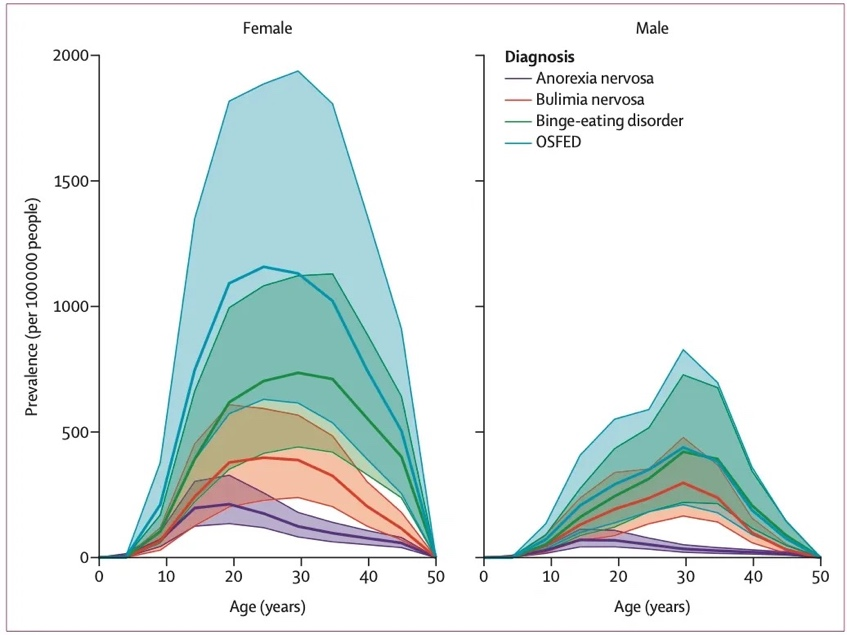 Female
Male
Diagnosis
Anorexia nervosa
Bulimia nervosa
Binge-eating disorder
OSFED
Prevalence (per 100 000 people)
2000
1500
1000
500
0
0 10 20 30 40 50
0 10 20 30 40 50
Age (years)
Age (years)